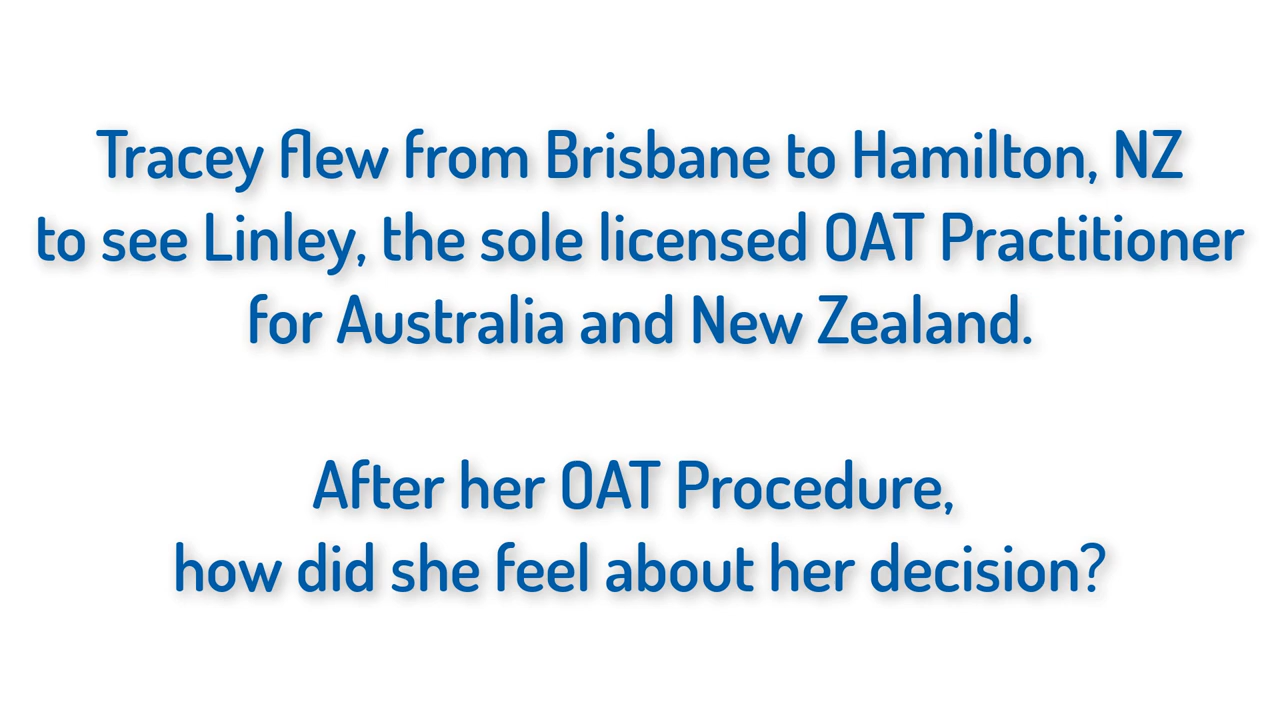 Tracey flew from Brisbane to Hamilton, NZ
to see Linley, the sole licensed OAT Practitioner
for Australia and New Zealand.
After her OAT Procedure,
how did she feel about her decision?